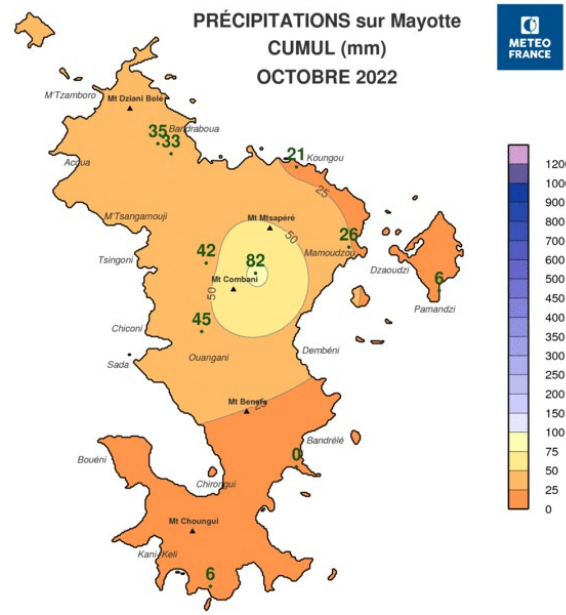 PRÉCIPITATIONS sur Mayotte
CUMUL (mm)
OCTOBRE 2022
METEO
FRANCE
M'Tzamboro
Mt Dziani Bolé
35
33
Bandraboua
Acoua
21
Koungou
25
M'Tsangamouji
Mt Mtsapéré
50
26
Mamoudzou
42
Tsingoni
82
Mt Combani
50
Dzaoudzi
6
Pamandzi
45
Chiconi
Ouangani
Dembéni
Sada
Mt Benara
25
Bandrélé
0
Bouéni
Chirongui
Mt Choungui
Kani-Keli
6
1200
1000
900
800
700
600
500
450
400
350
300
250
200
150
100
75
50
25
0